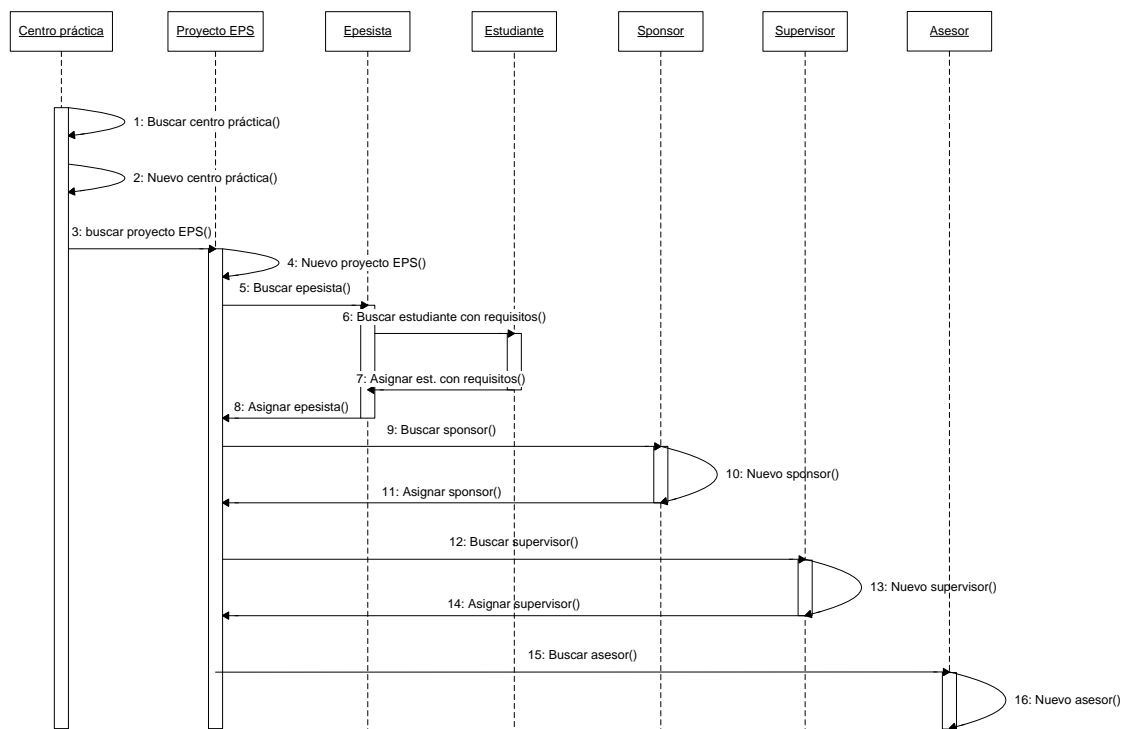 Centro práctica
Proyecto EPS
Epesista
Estudiante
Sponsor
Supervisor
Asesor
1: Buscar centro práctica()
2: Nuevo centro práctica()
3: buscar proyecto EPS()
4: Nuevo proyecto EPS()
5: Buscar epesista()
6: Buscar estudiante con requisitos()
7: Asignar est. con requisitos()
8: Asignar epesista()
9: Buscar sponsor()
10: Nuevo sponsor()
11: Asignar sponsor()
12: Buscar supervisor()
13: Nuevo supervisor()
14: Asignar supervisor()
15: Buscar asesor()
16: Nuevo asesor()